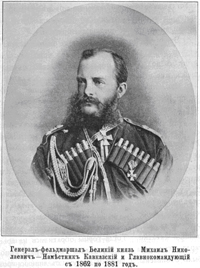 Генералъ-фельдмаршалъ Великій князь Михаилъ Нико-
лаевичъ—Намѣстникъ Кавказскій и Главнокомандующій
съ 1862 по 1881 годъ.